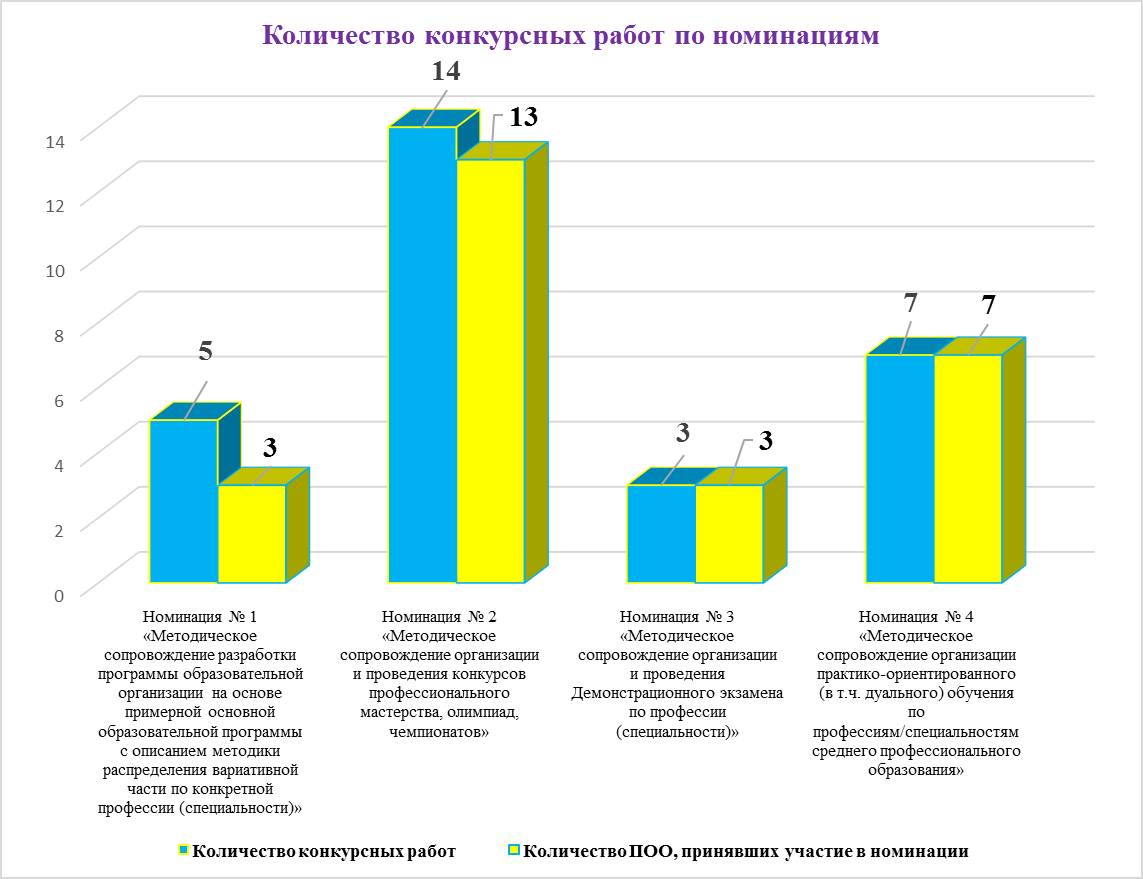 Количество конкурсных работ по номинациям
14
13
5
3
3
3
7
7
14
12
10
8
6
4
2
0
Номинация № 1
«Методическое
сопровождение разработки
программы образовательной
организации на основе
примерной основной
образовательной программы
с описанием методики
распределения вариативной
части по конкретной
профессии (специальности)»
Номинация № 2
«Методическое
сопровождение организации
и проведения конкурсов
профессионального
мастерства, олимпиад,
чемпионатов»
Номинация № 3
«Методическое
сопровождение организации
и проведения
Демонстрационного экзамена
по профессии
(специальности)»
Номинация № 4
«Методическое
сопровождение организации
практико-ориентированного
(в т.ч. дуального) обучения
по
профессиям/специальностям
среднего профессионального
образования»
Количество конкурсных работ
Количество ПОО, принявших участие в номинации